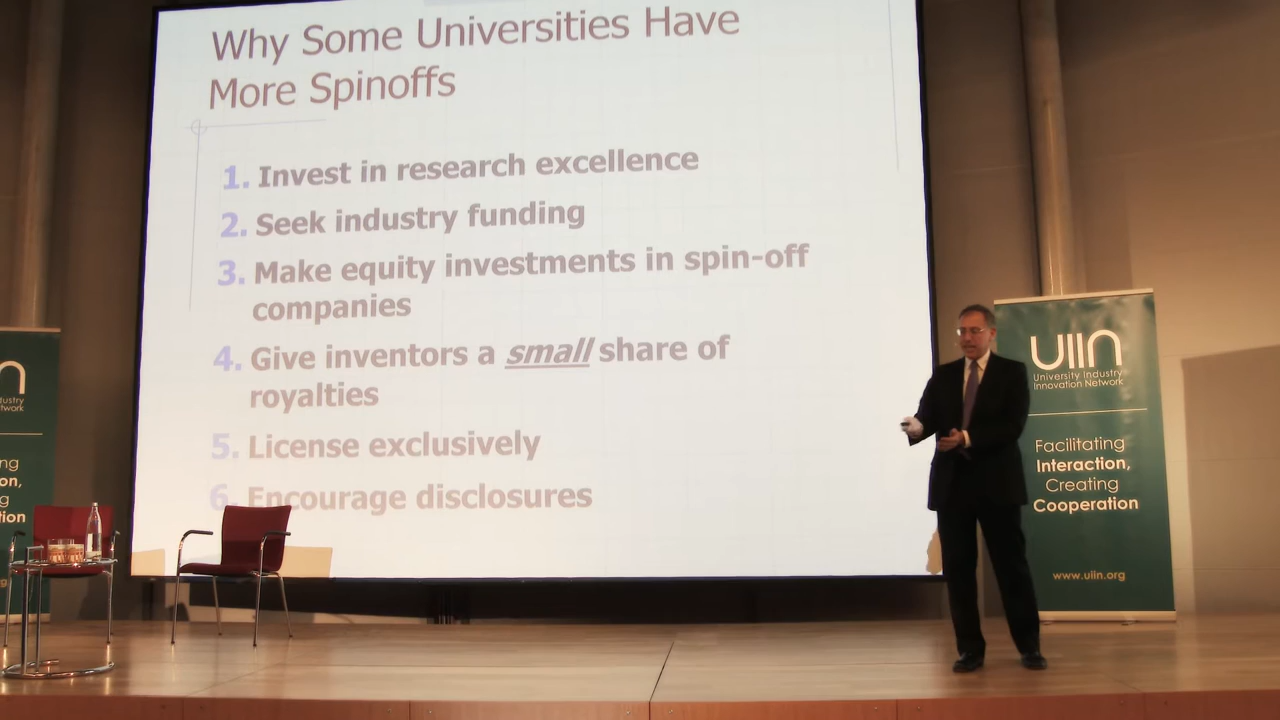 Why Some Universities Have
More Spinoffs
1. Invest in research excellence
2. Seek industry funding
3. Make equity investments in spin-off
companies
4. Give inventors a small share of
royalties
5. License exclusively
6. Encourage disclosures
UIIN
University Industry
Innovation Network
Facilitating
Interaction,
Creating
Cooperation
www.uiin.org